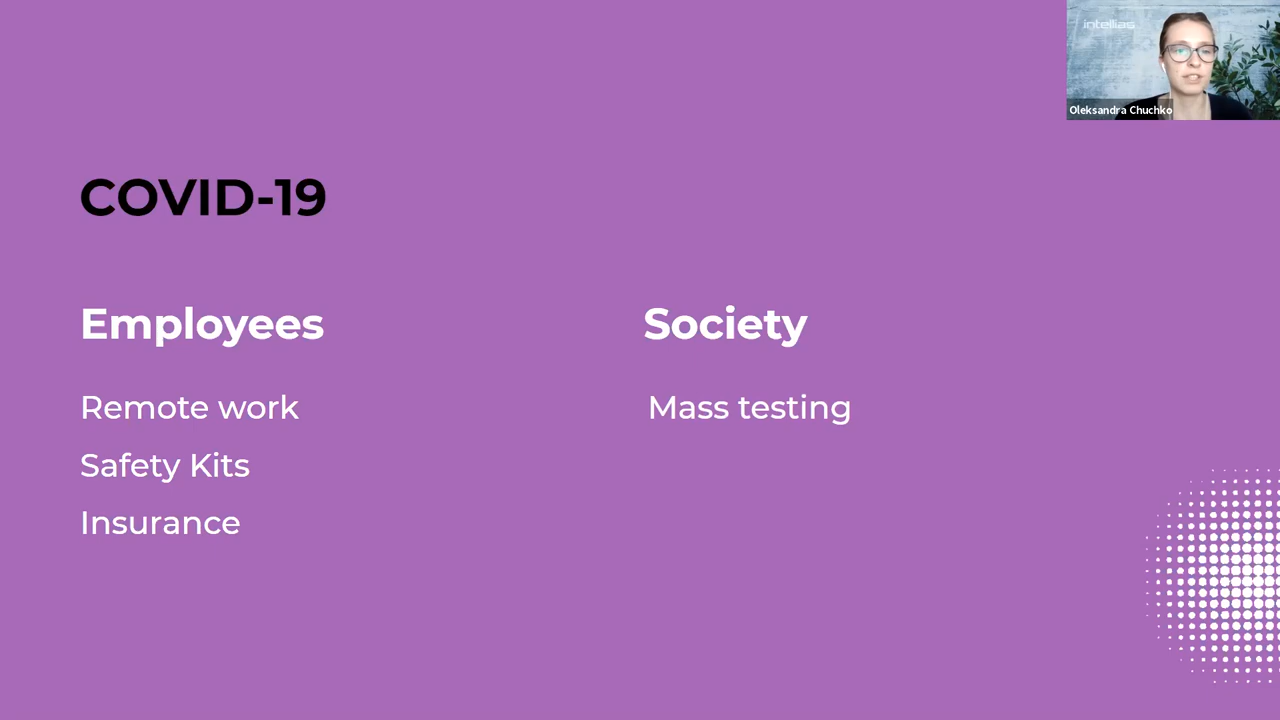 intellias
Oleksandra Chuchko
COVID-19
Employees
Remote work
Safety Kits
Insurance
Society
Mass testing